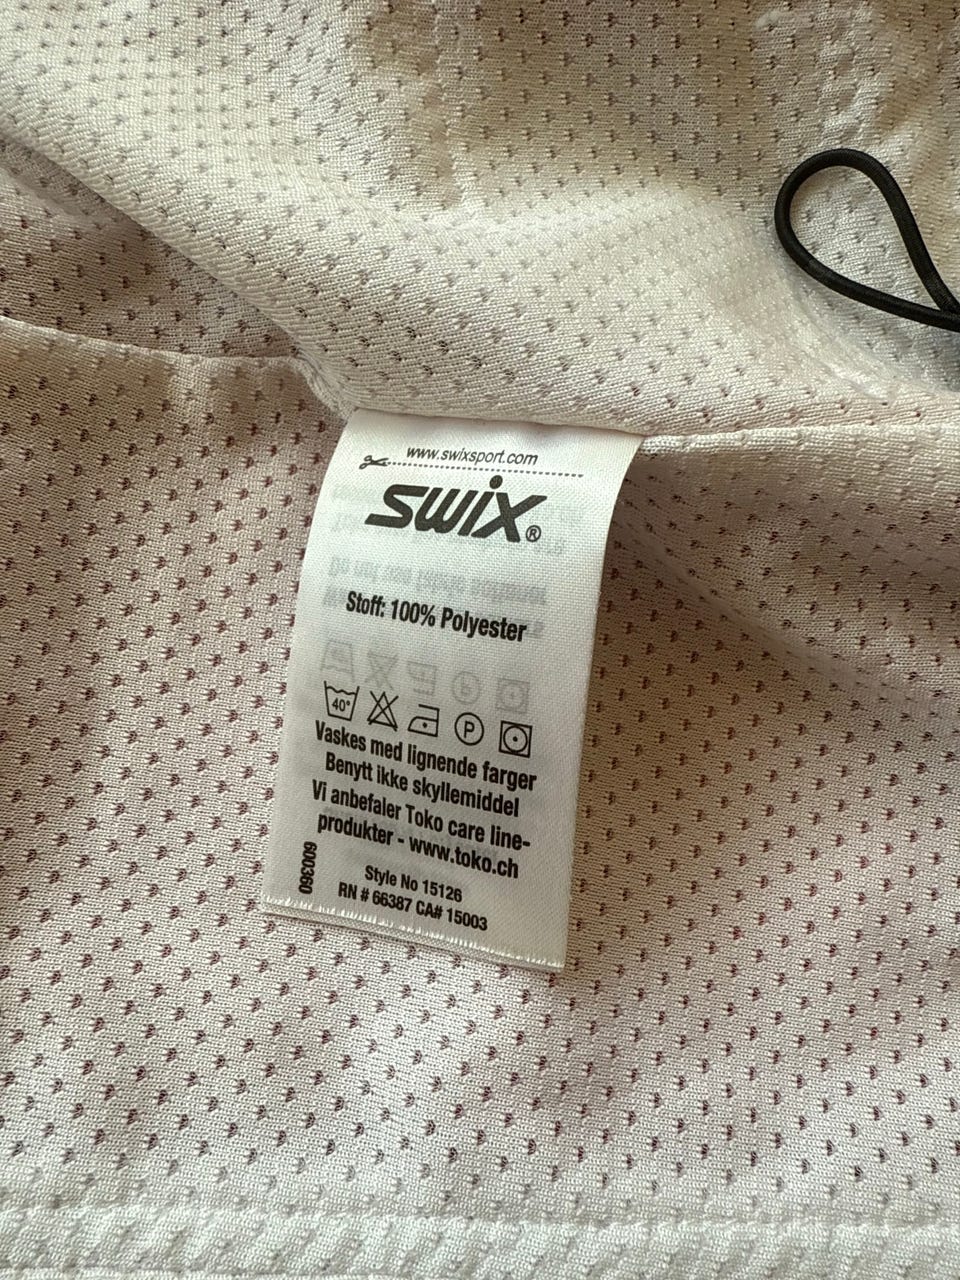 www.swixsport.com
swix®
Stoff: 100% Polyester
40° P
Vaskes med lignende farger
Benytt ikke skyllemiddel
Vi anbefaler Toko care line-
produkter - www.toko.ch
600360
Style No 15126
RN # 66387 CA# 15003